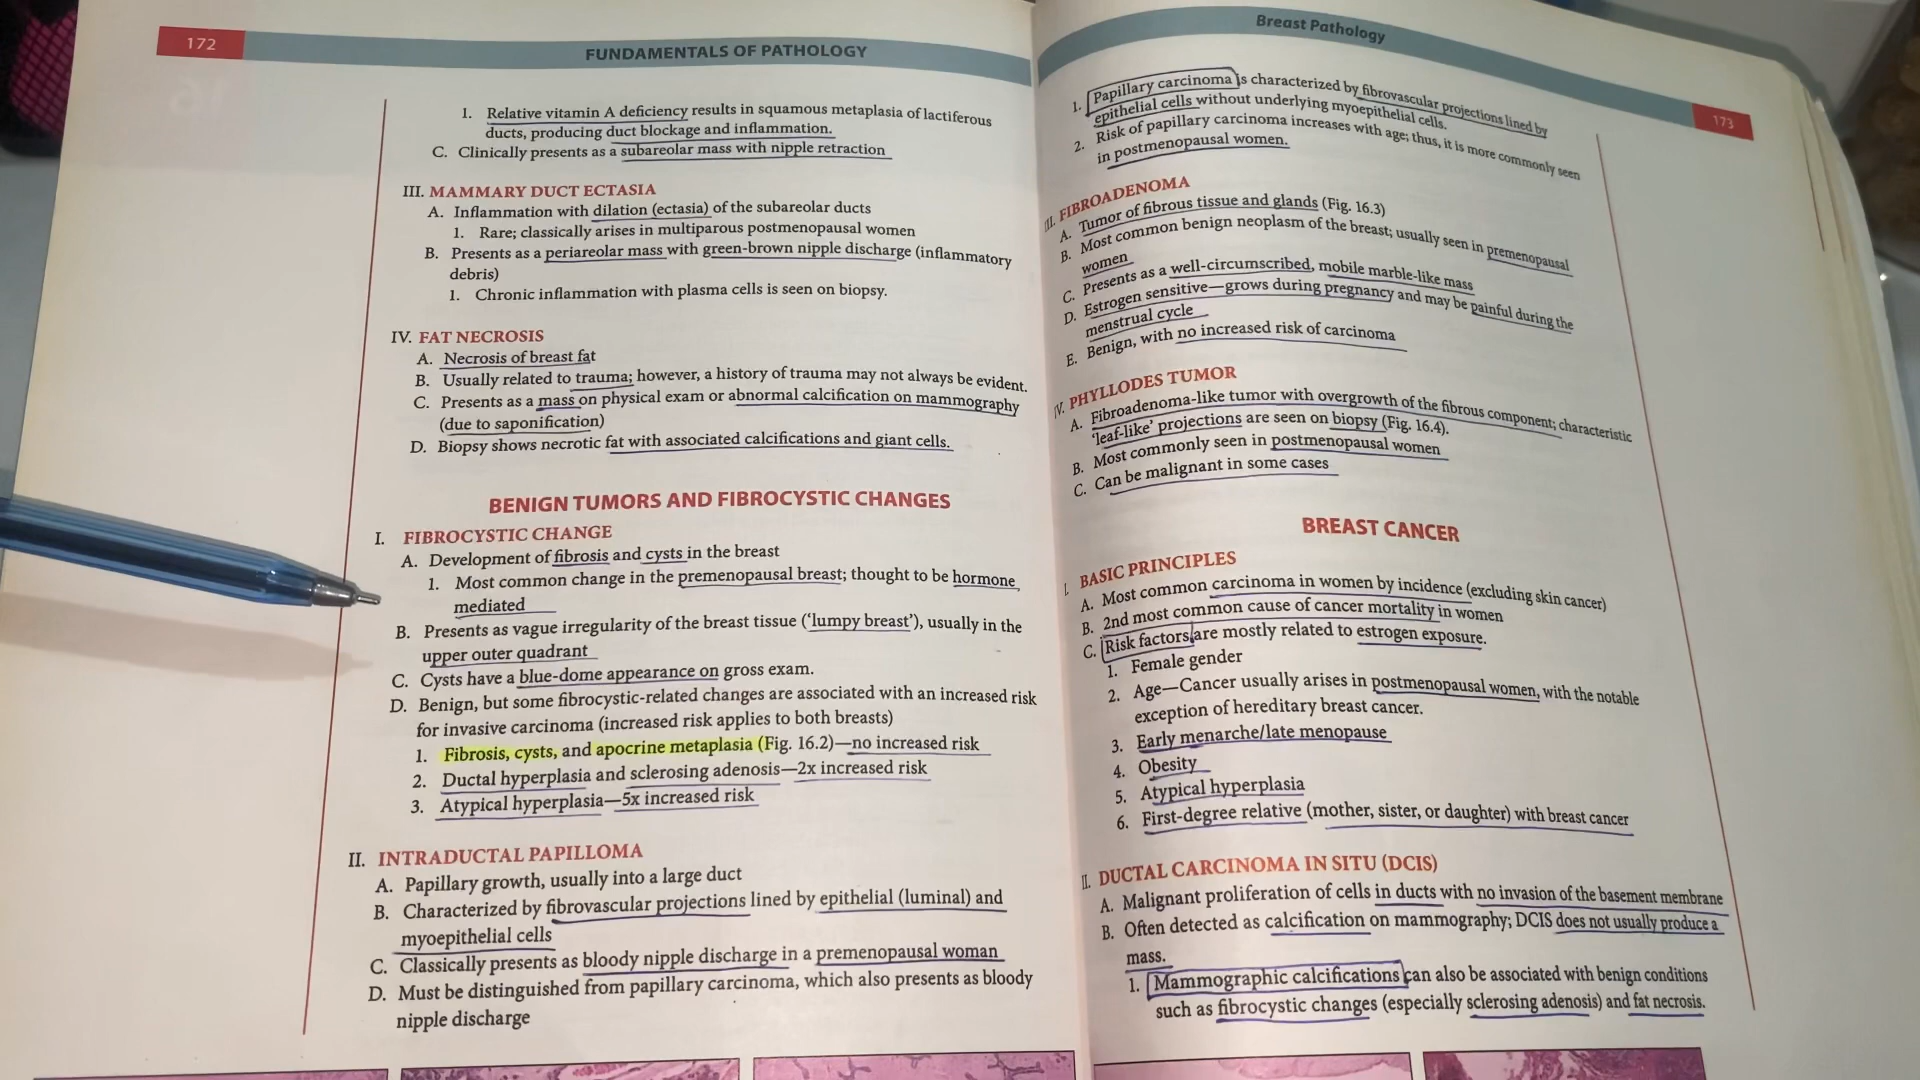 172
FUNDAMENTALS OF PATHOLOGY
1. Relative vitamin A deficiency results in squamous metaplasia of lactiferous
ducts, producing duct blockage and inflammation.
C. Clinically presents as a subareolar mass with nipple retraction
III. MAMMARY DUCT ECTASIA
A. Inflammation with dilation (ectasia) of the subareolar ducts
1. Rare; classically arises in multiparous postmenopausal women
B. Presents as a periareolar mass with green-brown nipple discharge (inflammatory
debris)
1. Chronic inflammation with plasma cells is seen on biopsy.
IV. FAT NECROSIS
A. Necrosis of breast fat
B. Usually related to trauma; however, a history of trauma may not always be evident.
C. Presents as a mass on physical exam or abnormal calcification on mammography
(due to saponification)
D. Biopsy shows necrotic fat with associated calcifications and giant cells.
BENIGN TUMORS AND FIBROCYSTIC CHANGES
I. FIBROCYSTIC CHANGE
A. Development of fibrosis and cysts in the breast
1. Most common change in the premenopausal breast; thought to be hormone
mediated
B. Presents as vague irregularity of the breast tissue ('lumpy breast'), usually in the
upper outer quadrant
C. Cysts have a blue-dome appearance on gross exam.
D. Benign, but some fibrocystic-related changes are associated with an increased risk
for invasive carcinoma (increased risk applies to both breasts)
1. Fibrosis, cysts, and apocrine metaplasia (Fig. 16.2)—no increased risk
2. Ductal hyperplasia and sclerosing adenosis—2x increased risk
3. Atypical hyperplasia—5x increased risk
II. INTRADUCTAL PAPILLOMA
A. Papillary growth, usually into a large duct
B. Characterized by fibrovascular projections lined by epithelial (luminal) and
myoepithelial cells
C. Classically presents as bloody nipple discharge in a premenopausal woman
D. Must be distinguished from papillary carcinoma, which also presents as bloody
nipple discharge
Breast Pathology
173
1. Papillary carcinoma is characterized by fibrovascular projections lined by
epithelial cells without underlying myoepithelial cells.
2. Risk of papillary carcinoma increases with age; thus, it is more commonly seen
in postmenopausal women.
III. FIBROADENOMA
A. Tumor of fibrous tissue and glands (Fig. 16.3)
B. Most common benign neoplasm of the breast; usually seen in premenopausal
women
C. Presents as a well-circumscribed, mobile marble-like mass
D. Estrogen sensitive—grows during pregnancy and may be painful during the
menstrual cycle
E. Benign, with no increased risk of carcinoma
IV. PHYLLODES TUMOR
A. Fibroadenoma-like tumor with overgrowth of the fibrous component; characteristic
'leaf-like' projections are seen on biopsy (Fig. 16.4).
B. Most commonly seen in postmenopausal women
C. Can be malignant in some cases
BREAST CANCER
I. BASIC PRINCIPLES
A. Most common carcinoma in women by incidence (excluding skin cancer)
B. 2nd most common cause of cancer mortality in women
C. Risk factors are mostly related to estrogen exposure.
1. Female gender
2. Age—Cancer usually arises in postmenopausal women, with the notable
exception of hereditary breast cancer.
3. Early menarche/late menopause
4. Obesity
5. Atypical hyperplasia
6. First-degree relative (mother, sister, or daughter) with breast cancer
II. DUCTAL CARCINOMA IN SITU (DCIS)
A. Malignant proliferation of cells in ducts with no invasion of the basement membrane
B. Often detected as calcification on mammography; DCIS does not usually produce a
mass.
1. Mammographic calcifications can also be associated with benign conditions
such as fibrocystic changes (especially sclerosing adenosis) and fat necrosis.